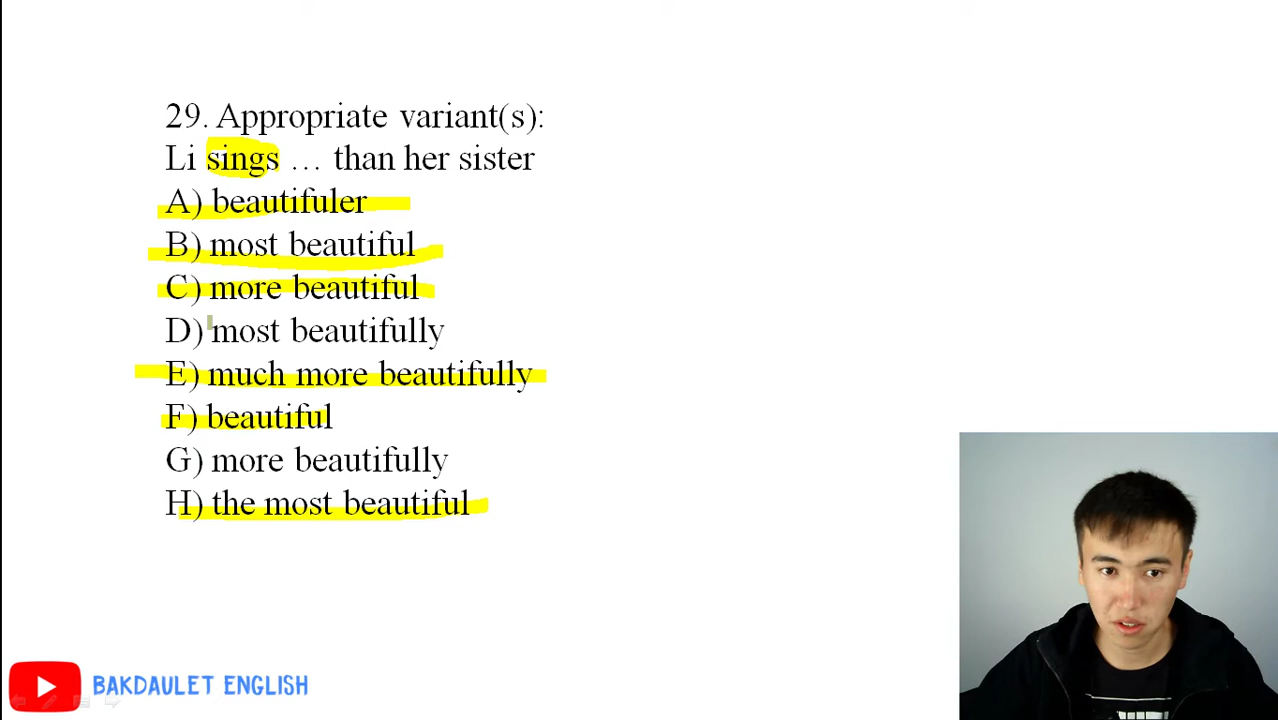 29. Appropriate variant(s):
Li sings … than her sister
A) beautifuler
B) most beautiful
C) more beautiful
D) most beautifully
E) much more beautifully
F) beautiful
G) more beautifully
H) the most beautiful
BAKDAULET ENGLISH